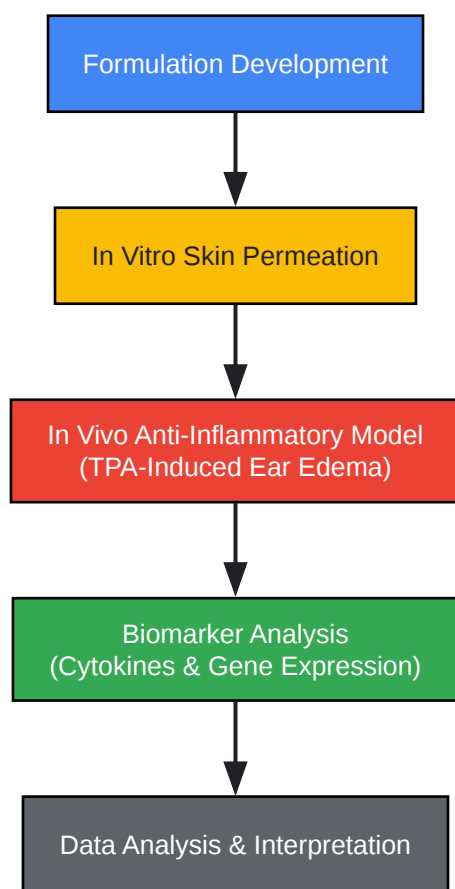 Formulation Development
In Vitro Skin Permeation
In Vivo Anti-Inflammatory Model
(TPA-Induced Ear Edema)
Biomarker Analysis
(Cytokines & Gene Expression)
Data Analysis & Interpretation